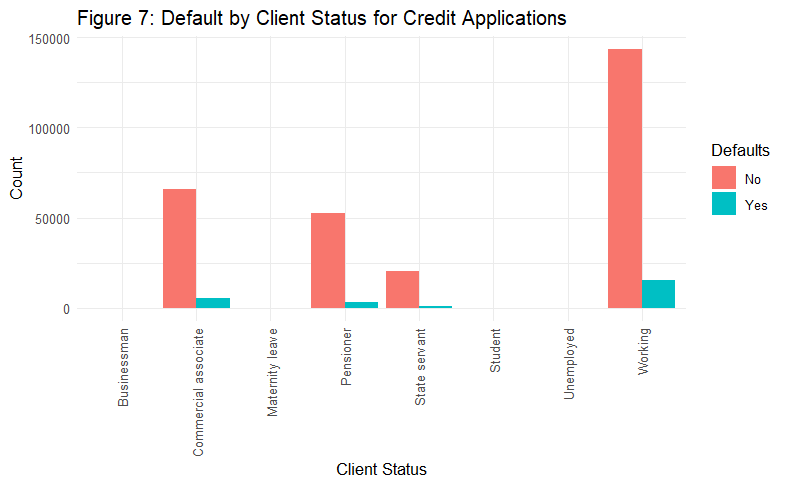 Figure 7: Default by Client Status for Credit Applications
150000
100000
50000
0
Count
Businessman
Commercial associate
Maternity leave
Pensioner
State servant
Student
Unemployed
Working
Client Status
Defaults
No
Yes